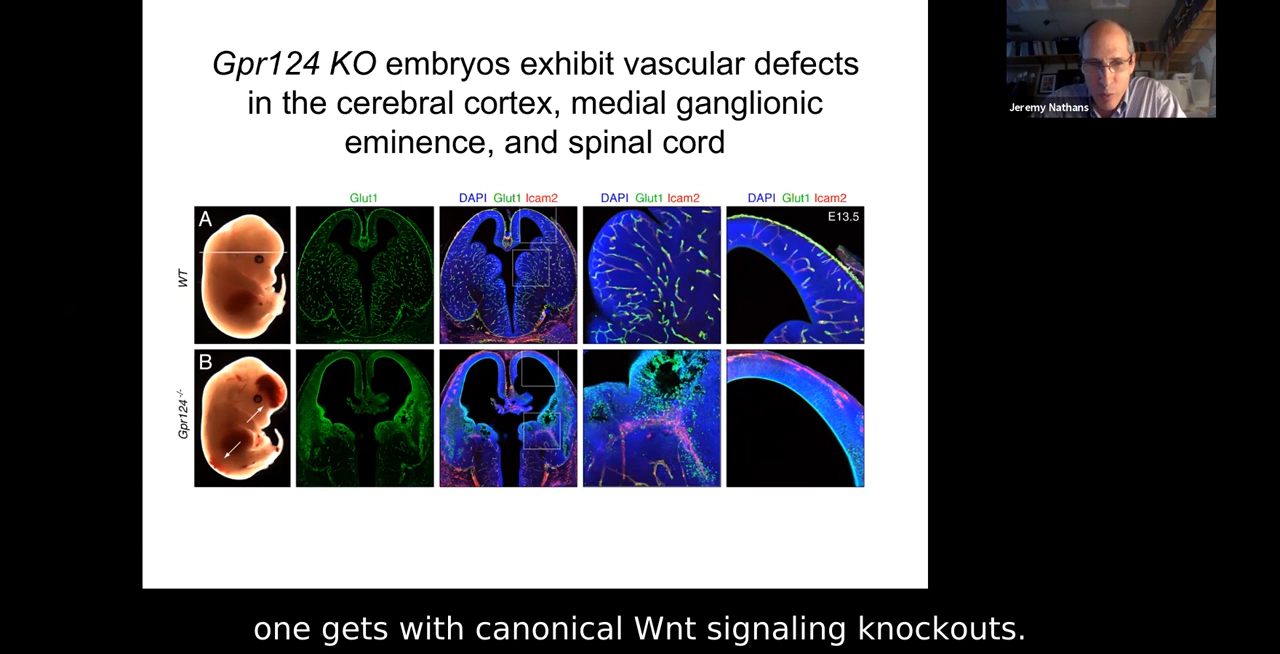 Gpr124 KO embryos exhibit vascular defects
in the cerebral cortex, medial ganglionic
eminence, and spinal cord
Jeremy Nathans
Glut1
DAPI Glut1 Icam2
DAPI Glut1 Icam2
DAPI Glut1 Icam2
A
E13.5
WT
B
Gpr124 -/-
one gets with canonical Wnt signaling knockouts.